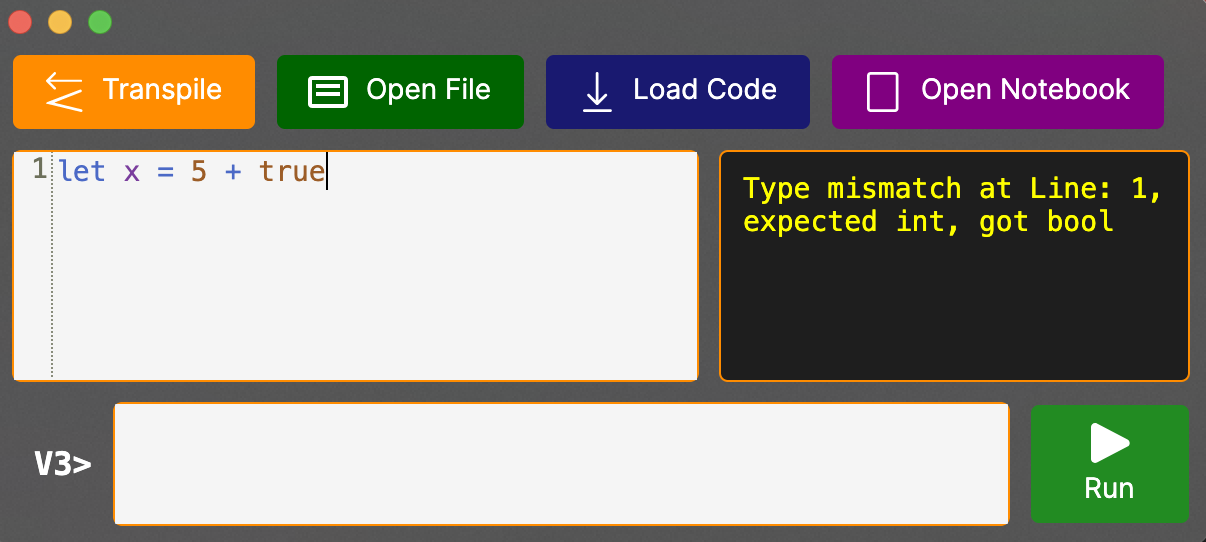 Transpile
Open File
Load Code
Open Notebook
1
let x = 5 + true
Type mismatch at Line: 1,
expected int, got bool
V3>
Run